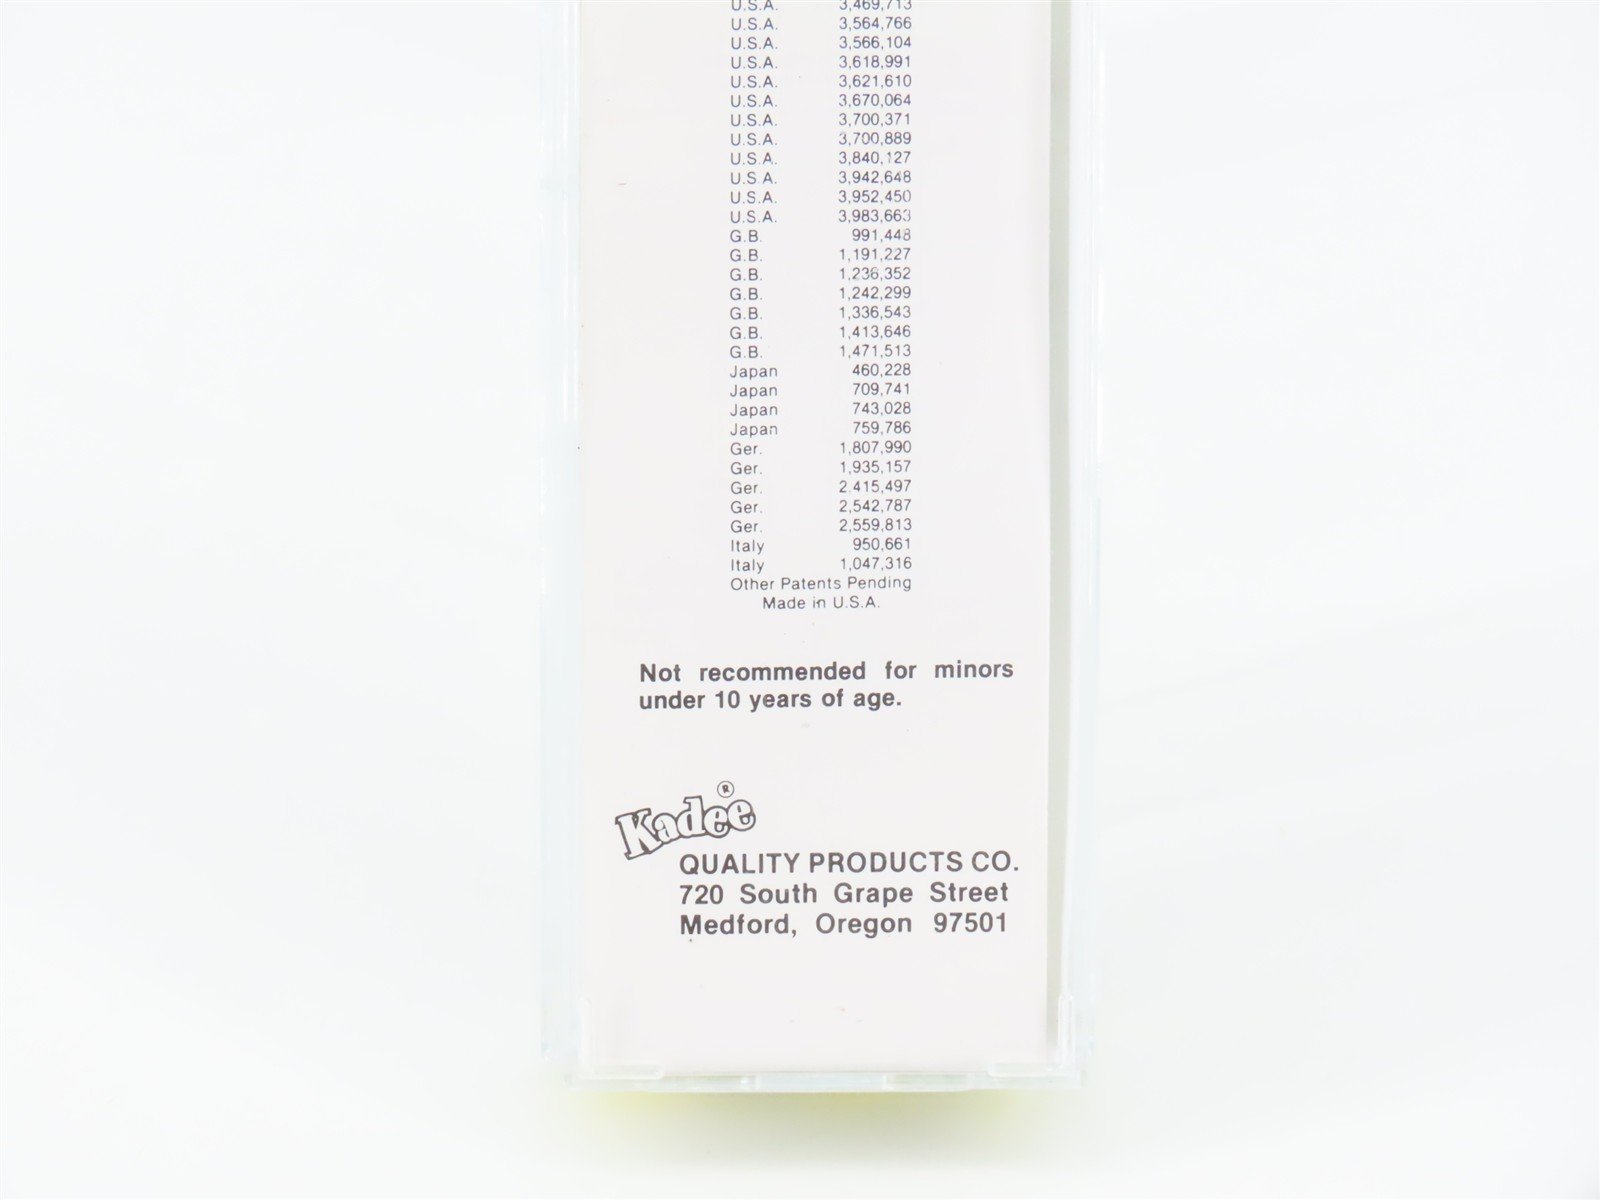 U.S.A. 3,469,713
U.S.A. 3,564,766
U.S.A. 3,566,104
U.S.A. 3,618,991
U.S.A. 3,621,610
U.S.A. 3,670,064
U.S.A. 3,700,371
U.S.A. 3,700,889
U.S.A. 3,840,127
U.S.A. 3,942,648
U.S.A. 3,952,450
U.S.A. 3,983,663
G.B. 991,448
G.B. 1,191,227
G.B. 1,236,352
G.B. 1,242,299
G.B. 1,336,543
G.B. 1,413,646
G.B. 1,471,513
Japan 460,228
Japan 709,741
Japan 743,028
Japan 759,786
Ger. 1,807,990
Ger. 1,935,157
Ger. 2.415,497
Ger. 2,542,787
Ger. 2,559,813
Italy 950,661
Italy 1,047,316
Other Patents Pending
Made in U.S.A.
Not recommended for minors
under 10 years of age.
Kadee ®
QUALITY PRODUCTS CO.
720 South Grape Street
Medford, Oregon 97501